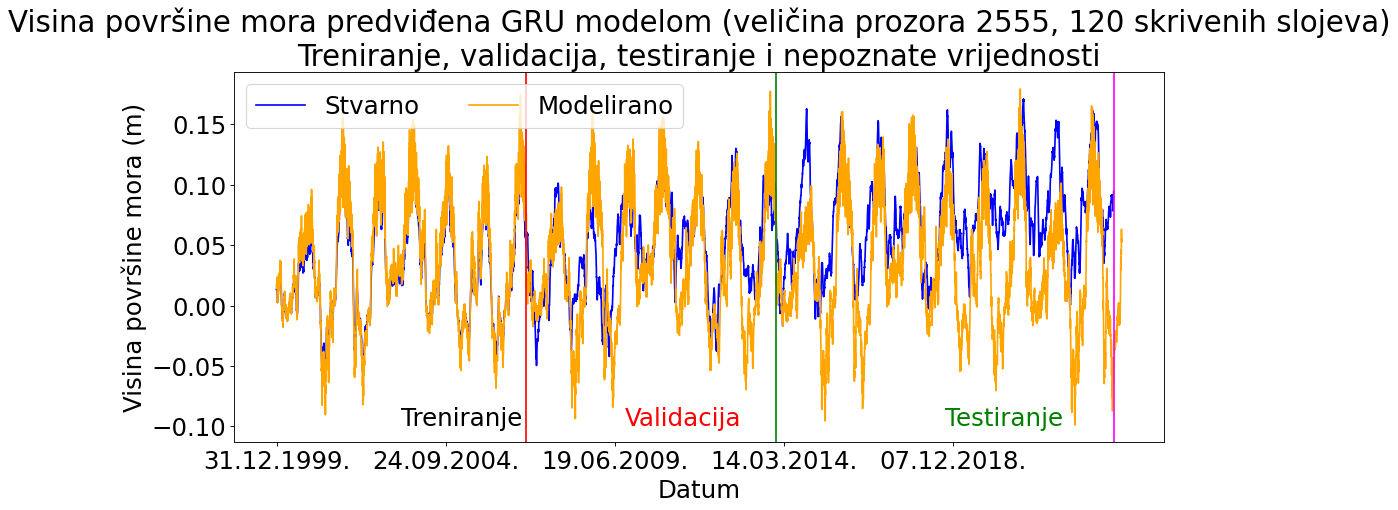 Visina površine mora predviđena GRU modelom (veličina prozora 2555, 120 skrivenih slojeva)
Treniranje, validacija, testiranje i nepoznate vrijednosti
Stvarno
Modelirano
Visina površine mora (m)
0.15
0.10
0.05
0.00
−0.05
−0.10
Treniranje
Validacija
Testiranje
31.12.1999.
24.09.2004.
19.06.2009.
14.03.2014.
07.12.2018.
Datum